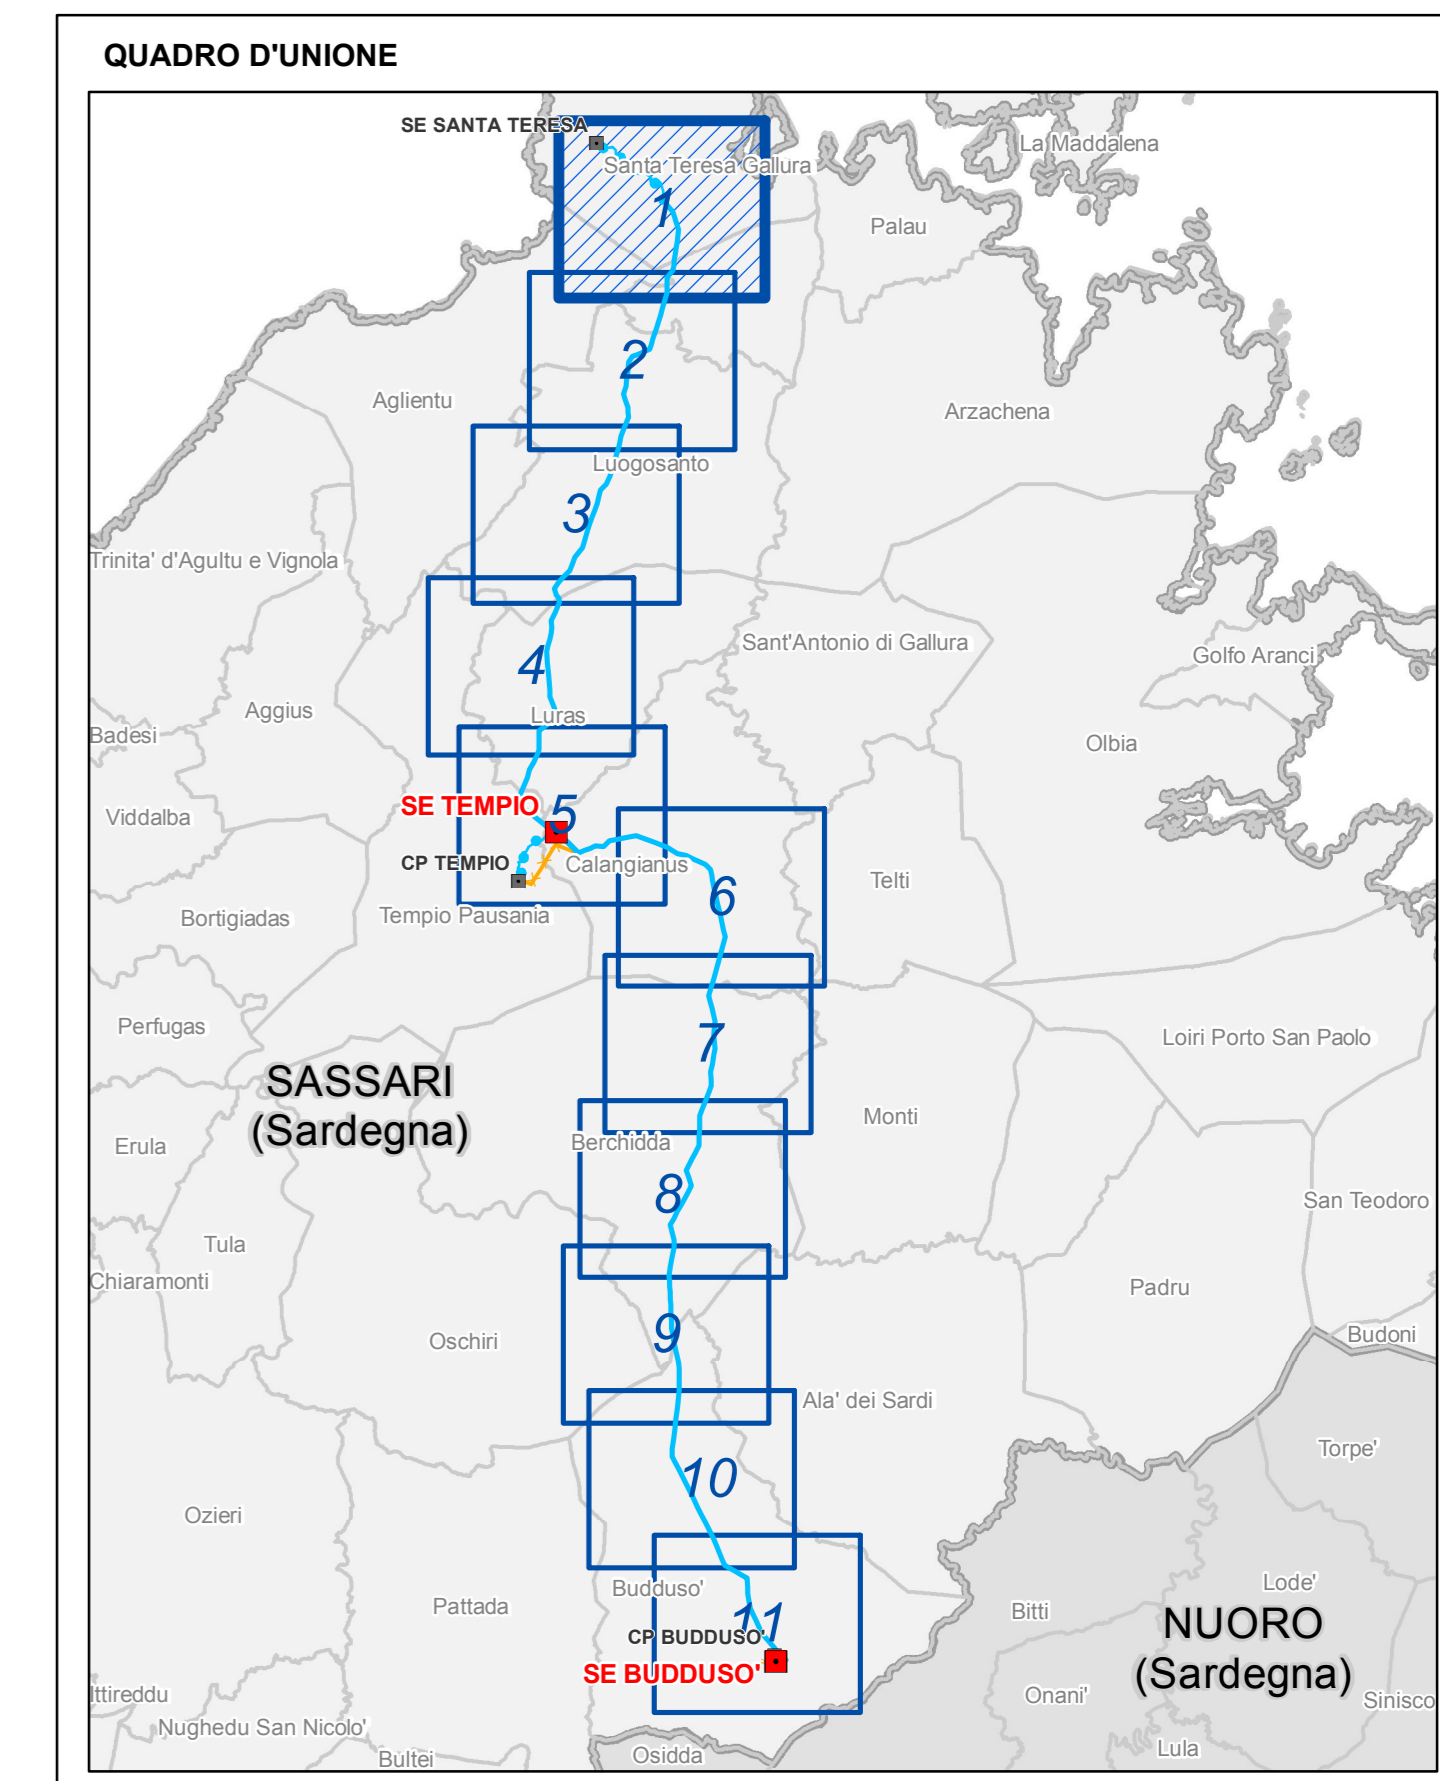 QUADRO D'UNIONE
SE SANTA TERESA
La Maddalena
Santa Teresa Gallura
1
Palau
2
Aglientu
Arzachena
Luogosanto
3
Trinita' d'Agultu e Vignola
Sant'Antonio di Gallura
Golfo Aranci
4
Aggius
Luras
Badesi
Olbia
SE TEMPIO
5
Viddalba
CP TEMPIO
Calangianus
Telti
6
Bortigiadas
Tempio Pausania
Perfugas
Loiri Porto San Paolo
7
SASSARI
(Sardegna)
Monti
Erula
Berchidda
8
San Teodoro
Tula
Chiaramonti
Padru
9
Oschiri
Budoni
Ala' dei Sardi
Torpe'
10
Ozieri
Lode'
Budduso'
Pattada
Bitti
11
NUORO
(Sardegna)
CP BUDDUSO'
SE BUDDUSO'
Ittireddu
Onani'
Sinisco
Nughedu San Nicolo'
Lula
Osidda
Bultei